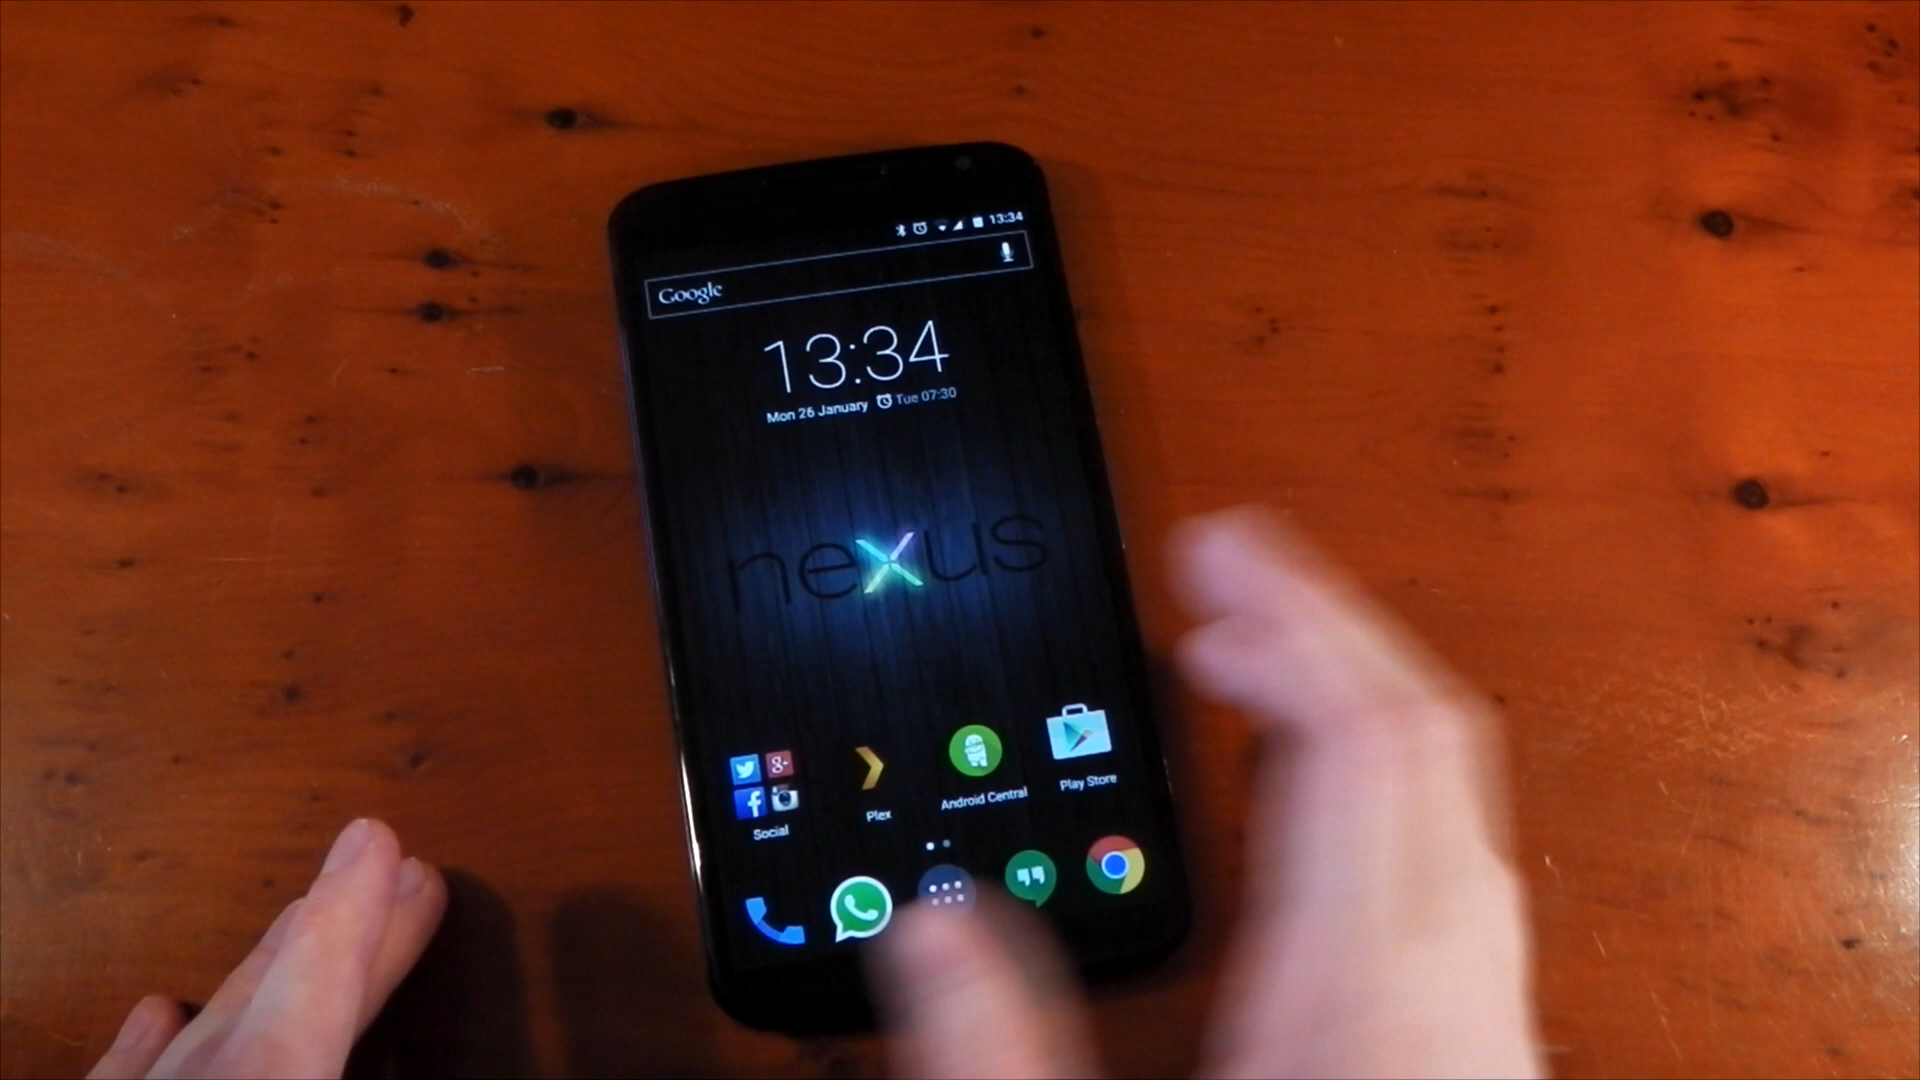 13:34
Google
13:34
Mon 26 January Tue 07:30
nexus
Social
Plex
Android Central
Play Store